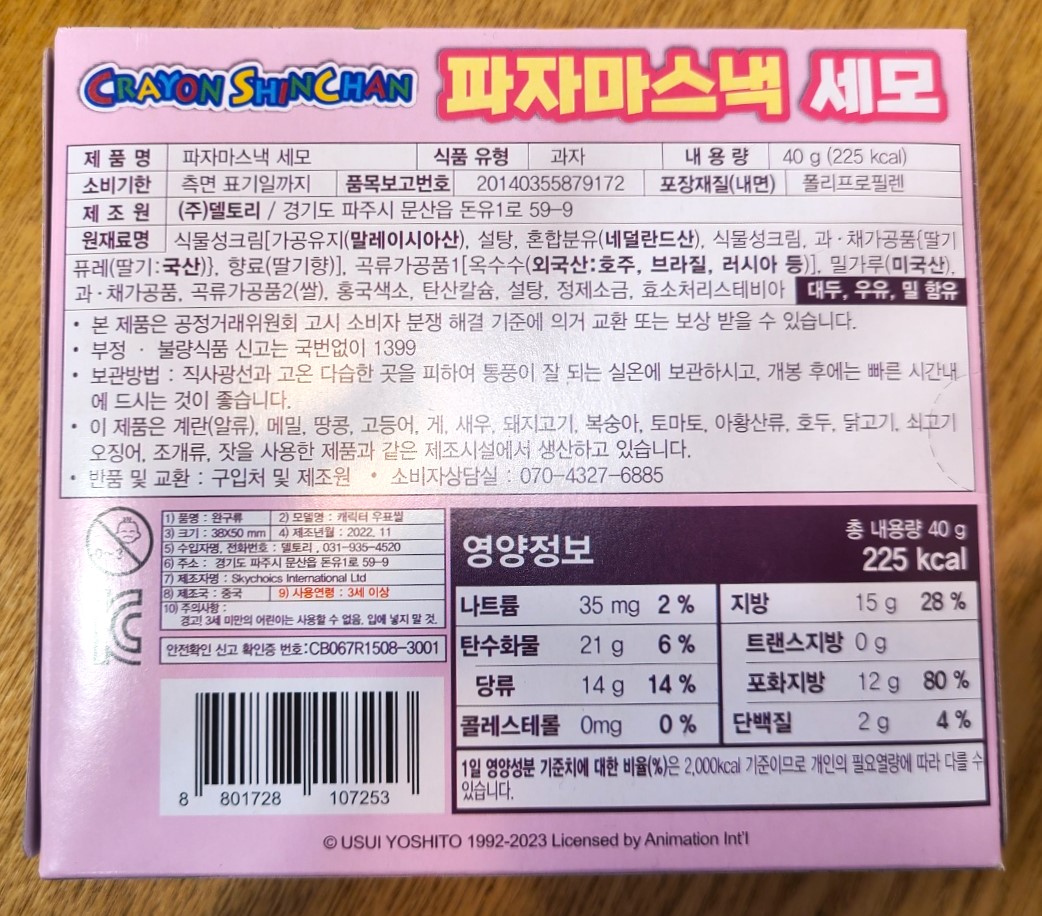 CRAYON SHINCHAN 파자마스낵 세모
제 품 명 파자마스낵 세모 식품 유형 과자 내 용 량 40 g (225 kcal)
소비기한 측면 표기일까지 품목보고번호 20140355879172 포장재질(내면) 폴리프로필렌
제 조 원 (주)델토리 / 경기도 파주시 문산읍 돈유1로 59-9
원재료명 식물성크림[가공유지(말레이시아산), 설탕, 혼합분유(네덜란드산), 식물성크림, 과·채가공품{딸기
퓨레(딸기:국산)}, 향료(딸기향)], 곡류가공품1[옥수수(외국산:호주, 브라질, 러시아 등)], 밀가루(미국산),
과·채가공품, 곡류가공품2(쌀), 홍국색소, 탄산칼슘, 설탕, 정제소금, 효소처리스테비아 대두, 우유, 밀 함유
• 본 제품은 공정거래위원회 고시 소비자 분쟁 해결 기준에 의거 교환 또는 보상 받을 수 있습니다.
• 부정 · 불량식품 신고는 국번없이 1399
• 보관방법 : 직사광선과 고온 다습한 곳을 피하여 통풍이 잘 되는 실온에 보관하시고, 개봉 후에는 빠른 시간내
에 드시는 것이 좋습니다.
• 이 제품은 계란(알류), 메밀, 땅콩, 고등어, 게, 새우, 돼지고기, 복숭아, 토마토, 아황산류, 호두, 닭고기, 쇠고기
오징어, 조개류, 잣을 사용한 제품과 같은 제조시설에서 생산하고 있습니다.
• 반품 및 교환 : 구입처 및 제조원 • 소비자상담실 : 070-4327-6885
0~3
1) 품명 : 완구류 2) 모델명 : 캐릭터 우표씰
3) 크기 : 38X50 mm 4) 제조년월 : 2022. 11
5) 수입자명, 전화번호 : 델토리, 031-935-4520
6) 주소 : 경기도 파주시 문산읍 돈유1로 59-9
7) 제조자명 : Skychoics International Ltd
8) 제조국 : 중국 9) 사용연령 : 3세 이상
10) 주의사항 :
경고! 3세 미만의 어린이는 사용할 수 없음, 입에 넣지 말 것.
안전확인 신고 확인증 번호:CB067R1508-3001
영양정보 총 내용량 40 g
225 kcal
나트륨 35 mg 2 % 지방 15 g 28 %
탄수화물 21 g 6 % 트랜스지방 0 g
당류 14 g 14 % 포화지방 12 g 80 %
콜레스테롤 0mg 0 % 단백질 2 g 4 %
1일 영양성분 기준치에 대한 비율(%)은 2,000kcal 기준이므로 개인의 필요열량에 따라 다를 수
있습니다.
8 801728 107253
© USUI YOSHITO 1992-2023 Licensed by Animation Int'l